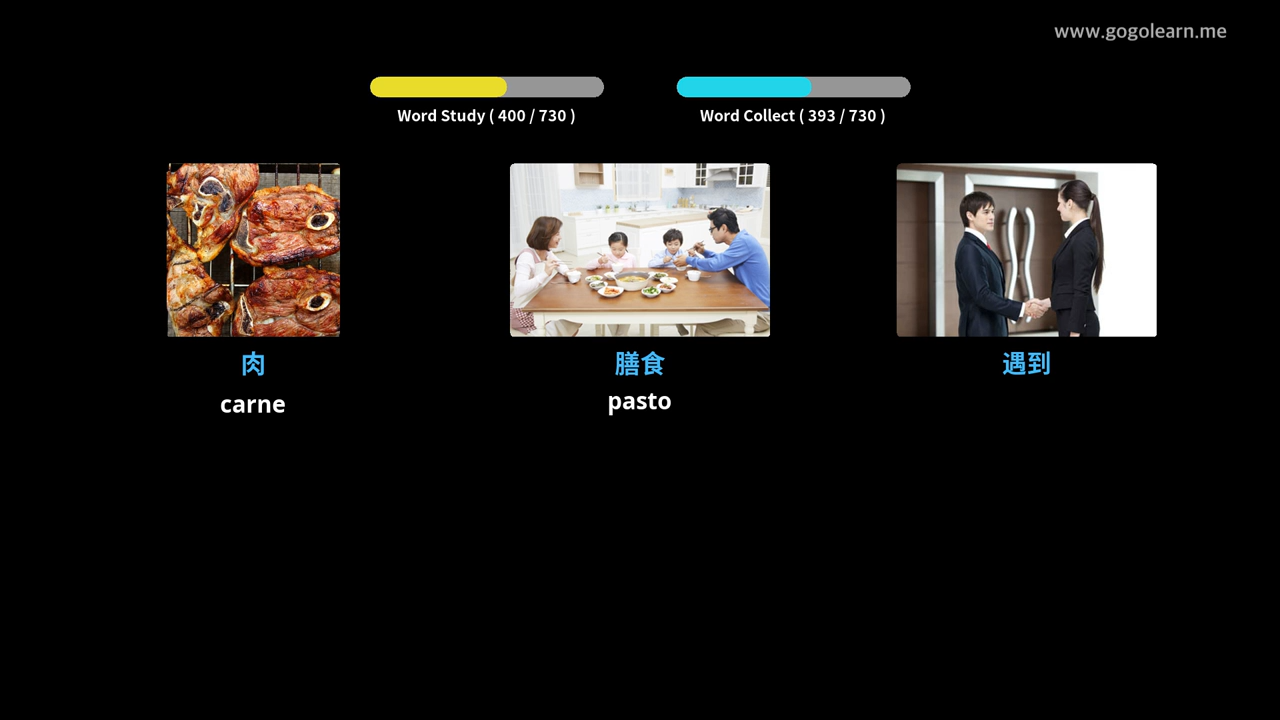 www.gogolearn.me
Word Study ( 400 / 730 )
Word Collect ( 393 / 730 )
肉
膳食
遇到
carne
pasto